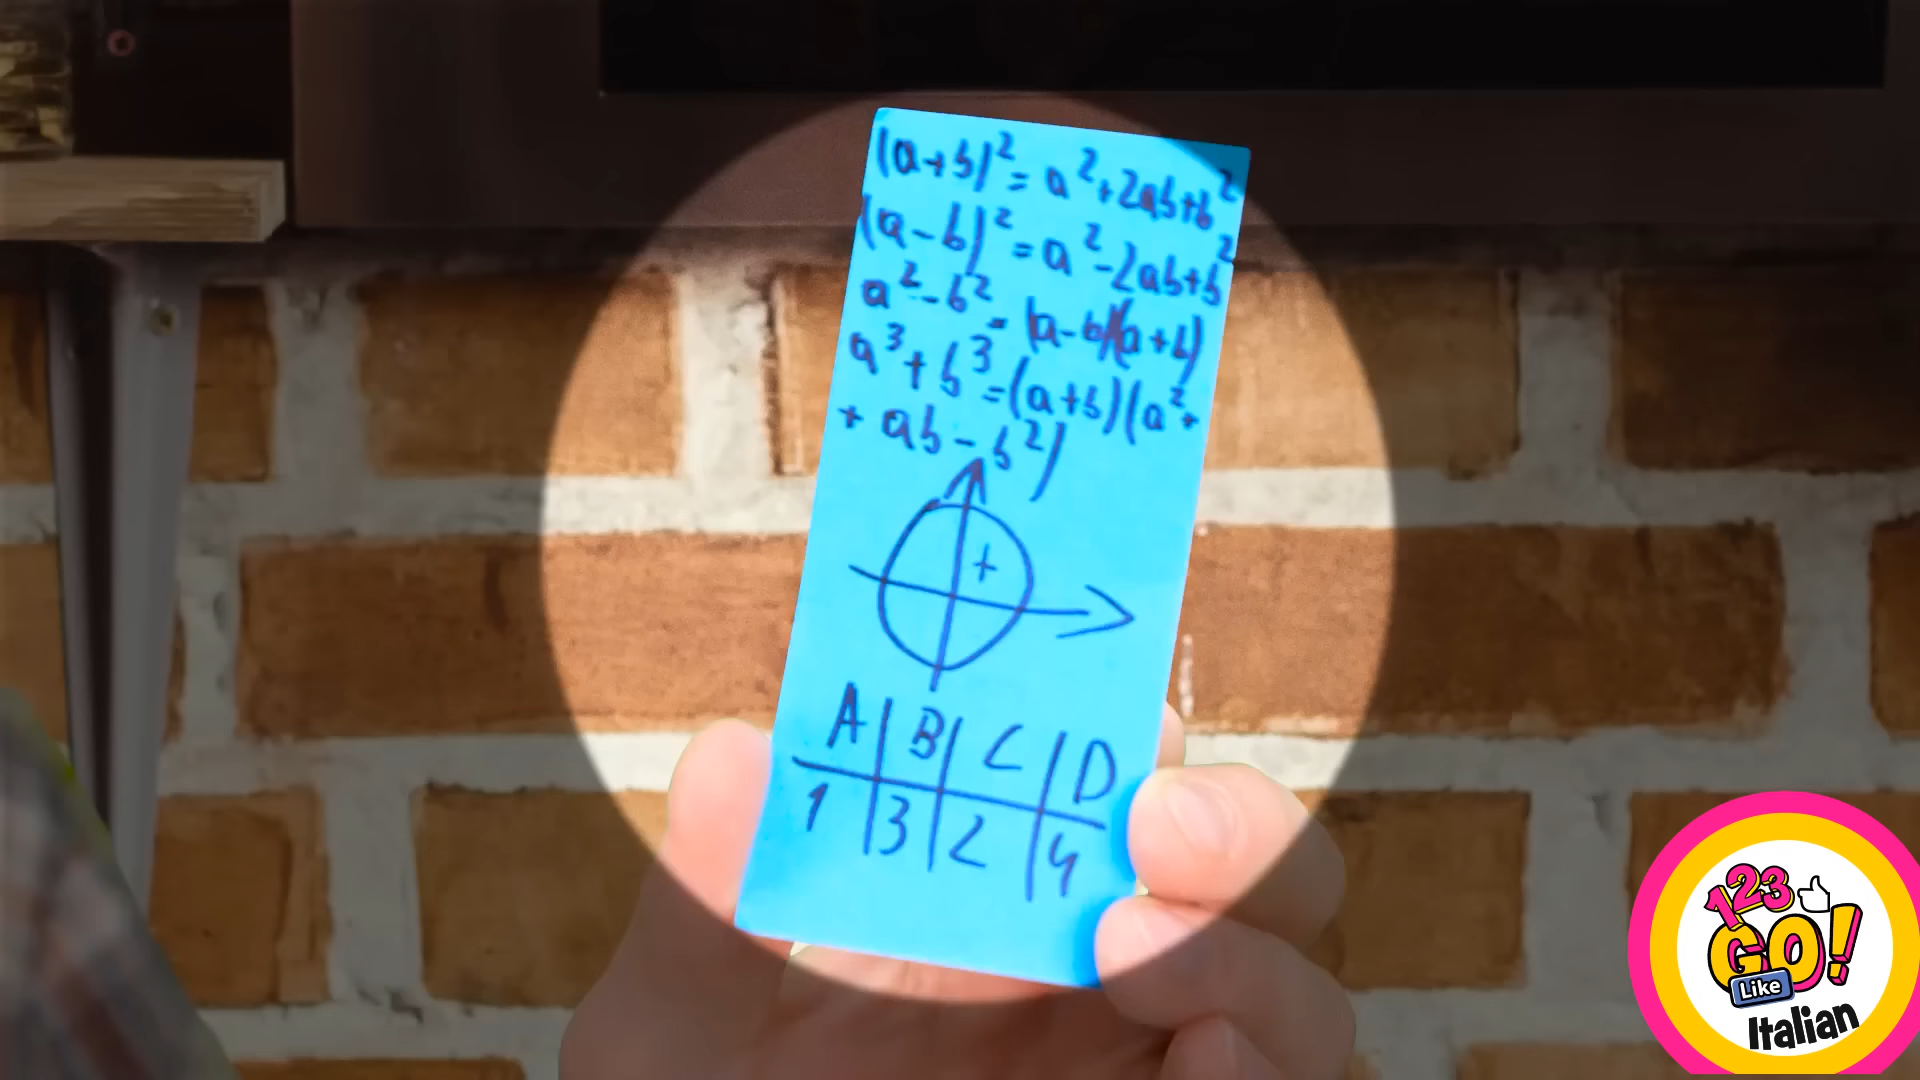 (a+b)²= a²+2ab+b²
(a-b)²=a²-2ab+b²
a²-b²=(a-b)(a+b)
a³+b³=(a+b)(a²+
+ ab-b²)
+
A|B|C|D
1|3|2|4
123
GO!
Like
Italian